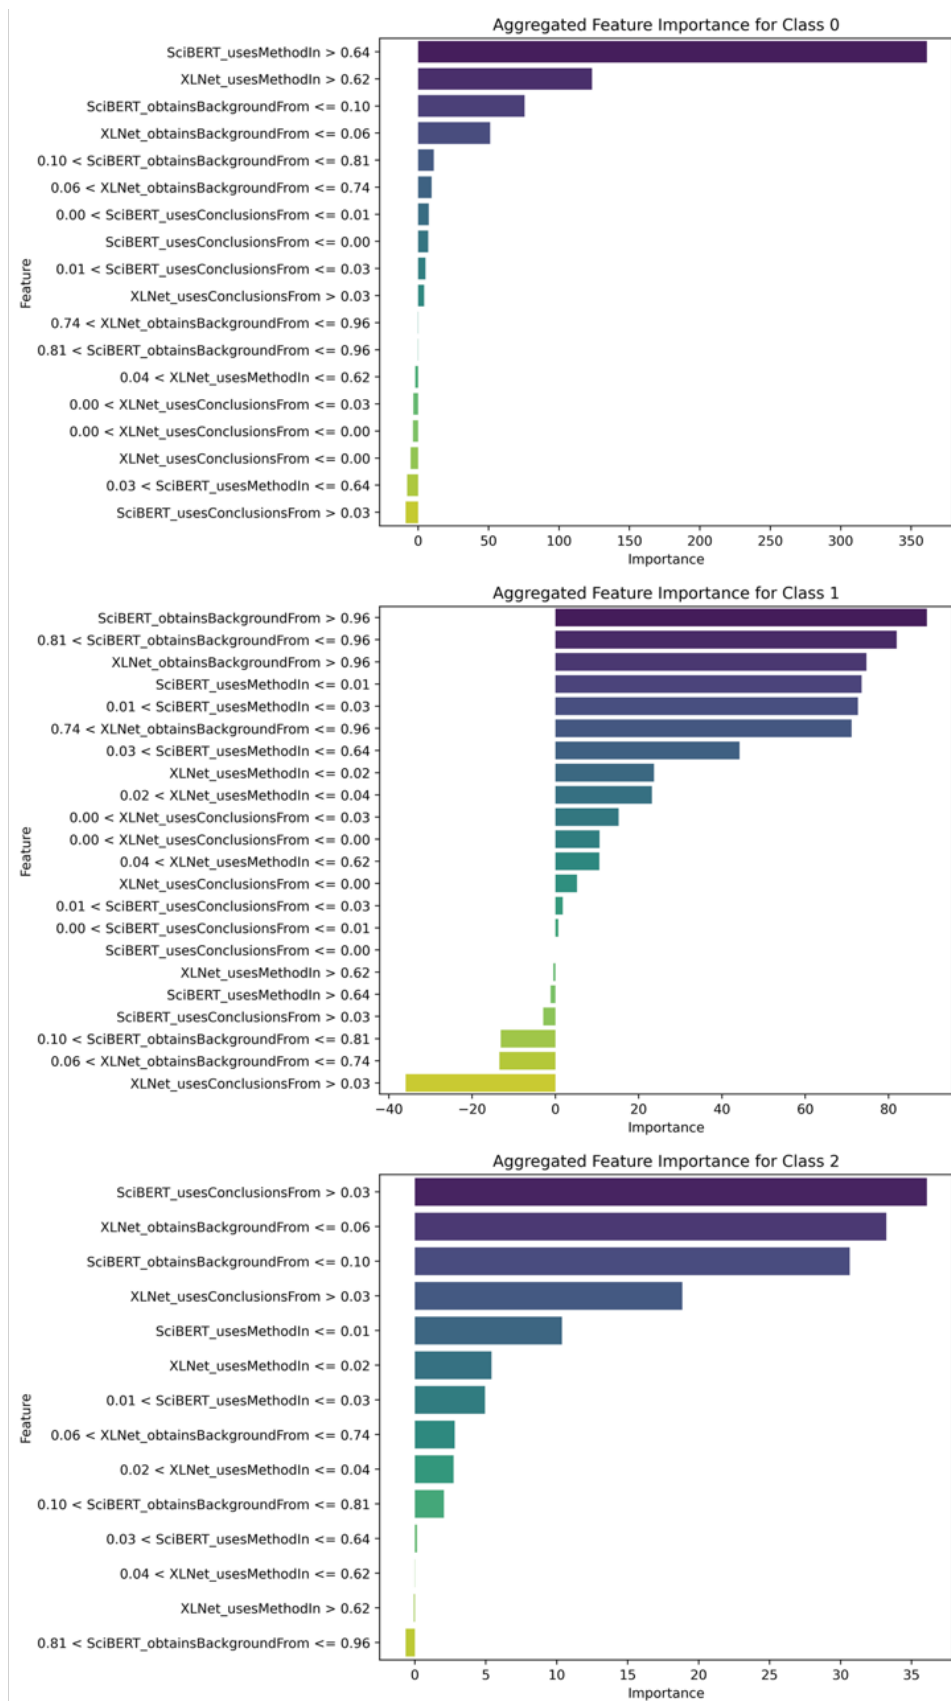 Aggregated Feature Importance for Class 0
SciBERT_usesMethodIn > 0.64
XLNet_usesMethodIn > 0.62
SciBERT_obtainsBackgroundFrom <= 0.10
XLNet_obtainsBackgroundFrom <= 0.06
0.10 < SciBERT_obtainsBackgroundFrom <= 0.81
0.06 < XLNet_obtainsBackgroundFrom <= 0.74
0.00 < SciBERT_usesConclusionsFrom <= 0.01
SciBERT_usesConclusionsFrom <= 0.00
0.01 < SciBERT_usesConclusionsFrom <= 0.03
XLNet_usesConclusionsFrom > 0.03
0.74 < XLNet_obtainsBackgroundFrom <= 0.96
0.81 < SciBERT_obtainsBackgroundFrom <= 0.96
0.04 < XLNet_usesMethodIn <= 0.62
0.00 < XLNet_usesConclusionsFrom <= 0.03
0.00 < XLNet_usesConclusionsFrom <= 0.00
XLNet_usesConclusionsFrom <= 0.00
0.03 < SciBERT_usesMethodIn <= 0.64
SciBERT_usesConclusionsFrom > 0.03
Feature
0 50 100 150 200 250 300 350
Importance
Aggregated Feature Importance for Class 1
SciBERT_obtainsBackgroundFrom > 0.96
0.81 < SciBERT_obtainsBackgroundFrom <= 0.96
XLNet_obtainsBackgroundFrom > 0.96
SciBERT_usesMethodIn <= 0.01
0.01 < SciBERT_usesMethodIn <= 0.03
0.74 < XLNet_obtainsBackgroundFrom <= 0.96
0.03 < SciBERT_usesMethodIn <= 0.64
XLNet_usesMethodIn <= 0.02
0.02 < XLNet_usesMethodIn <= 0.04
0.00 < XLNet_usesConclusionsFrom <= 0.03
0.00 < XLNet_usesConclusionsFrom <= 0.00
0.04 < XLNet_usesMethodIn <= 0.62
XLNet_usesConclusionsFrom <= 0.00
0.01 < SciBERT_usesConclusionsFrom <= 0.03
0.00 < SciBERT_usesConclusionsFrom <= 0.01
SciBERT_usesConclusionsFrom <= 0.00
XLNet_usesMethodIn > 0.62
SciBERT_usesMethodIn > 0.64
SciBERT_usesConclusionsFrom > 0.03
0.10 < SciBERT_obtainsBackgroundFrom <= 0.81
0.06 < XLNet_obtainsBackgroundFrom <= 0.74
XLNet_usesConclusionsFrom > 0.03
Feature
−40 −20 0 20 40 60 80
Importance
Aggregated Feature Importance for Class 2
SciBERT_usesConclusionsFrom > 0.03
XLNet_obtainsBackgroundFrom <= 0.06
SciBERT_obtainsBackgroundFrom <= 0.10
XLNet_usesConclusionsFrom > 0.03
SciBERT_usesMethodIn <= 0.01
XLNet_usesMethodIn <= 0.02
0.01 < SciBERT_usesMethodIn <= 0.03
0.06 < XLNet_obtainsBackgroundFrom <= 0.74
0.02 < XLNet_usesMethodIn <= 0.04
0.10 < SciBERT_obtainsBackgroundFrom <= 0.81
0.03 < SciBERT_usesMethodIn <= 0.64
0.04 < XLNet_usesMethodIn <= 0.62
XLNet_usesMethodIn > 0.62
0.81 < SciBERT_obtainsBackgroundFrom <= 0.96
Feature
0 5 10 15 20 25 30 35
Importance